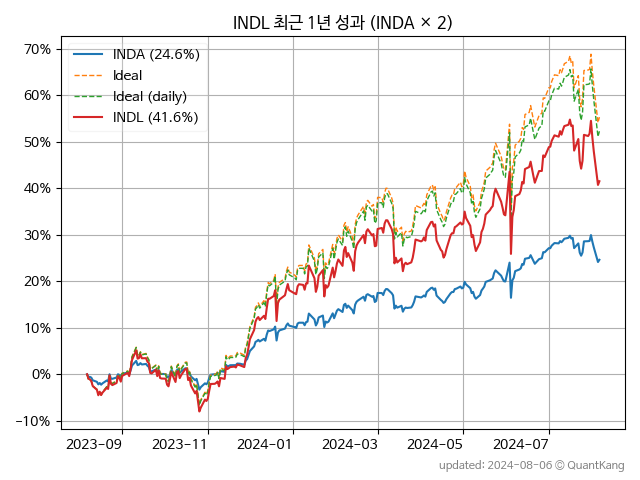 INDL 최근 1년 성과 (INDA × 2)
INDA (24.6%)
Ideal
Ideal (daily)
INDL (41.6%)
70%
60%
50%
40%
30%
20%
10%
0%
−10%
2023-09 2023-11 2024-01 2024-03 2024-05 2024-07
updated: 2024-08-06 © QuantKang